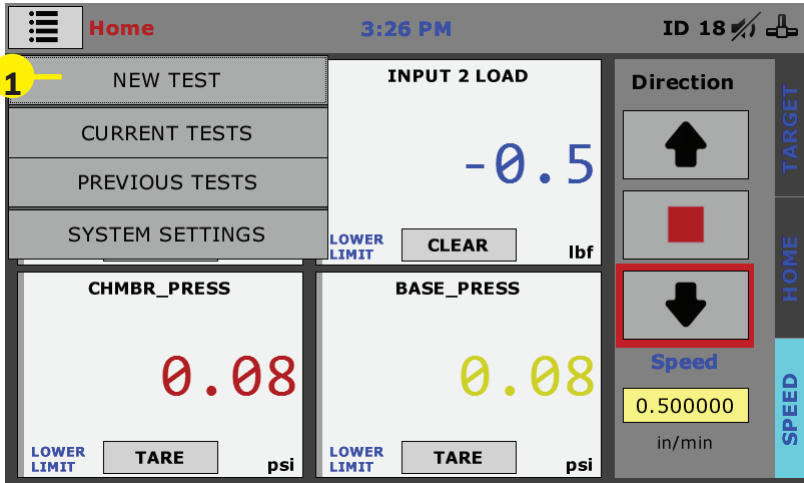 Home
3:26 PM
ID 18
1
NEW TEST
CURRENT TESTS
PREVIOUS TESTS
SYSTEM SETTINGS
INPUT 2 LOAD
-0.5
LOWER
LIMIT
CLEAR
lbf
CHMBR_PRESS
0.08
LOWER
LIMIT
TARE
psi
BASE_PRESS
0.08
LOWER
LIMIT
TARE
psi
Direction
Speed
0.500000
in/min
TARGET
HOME
SPEED